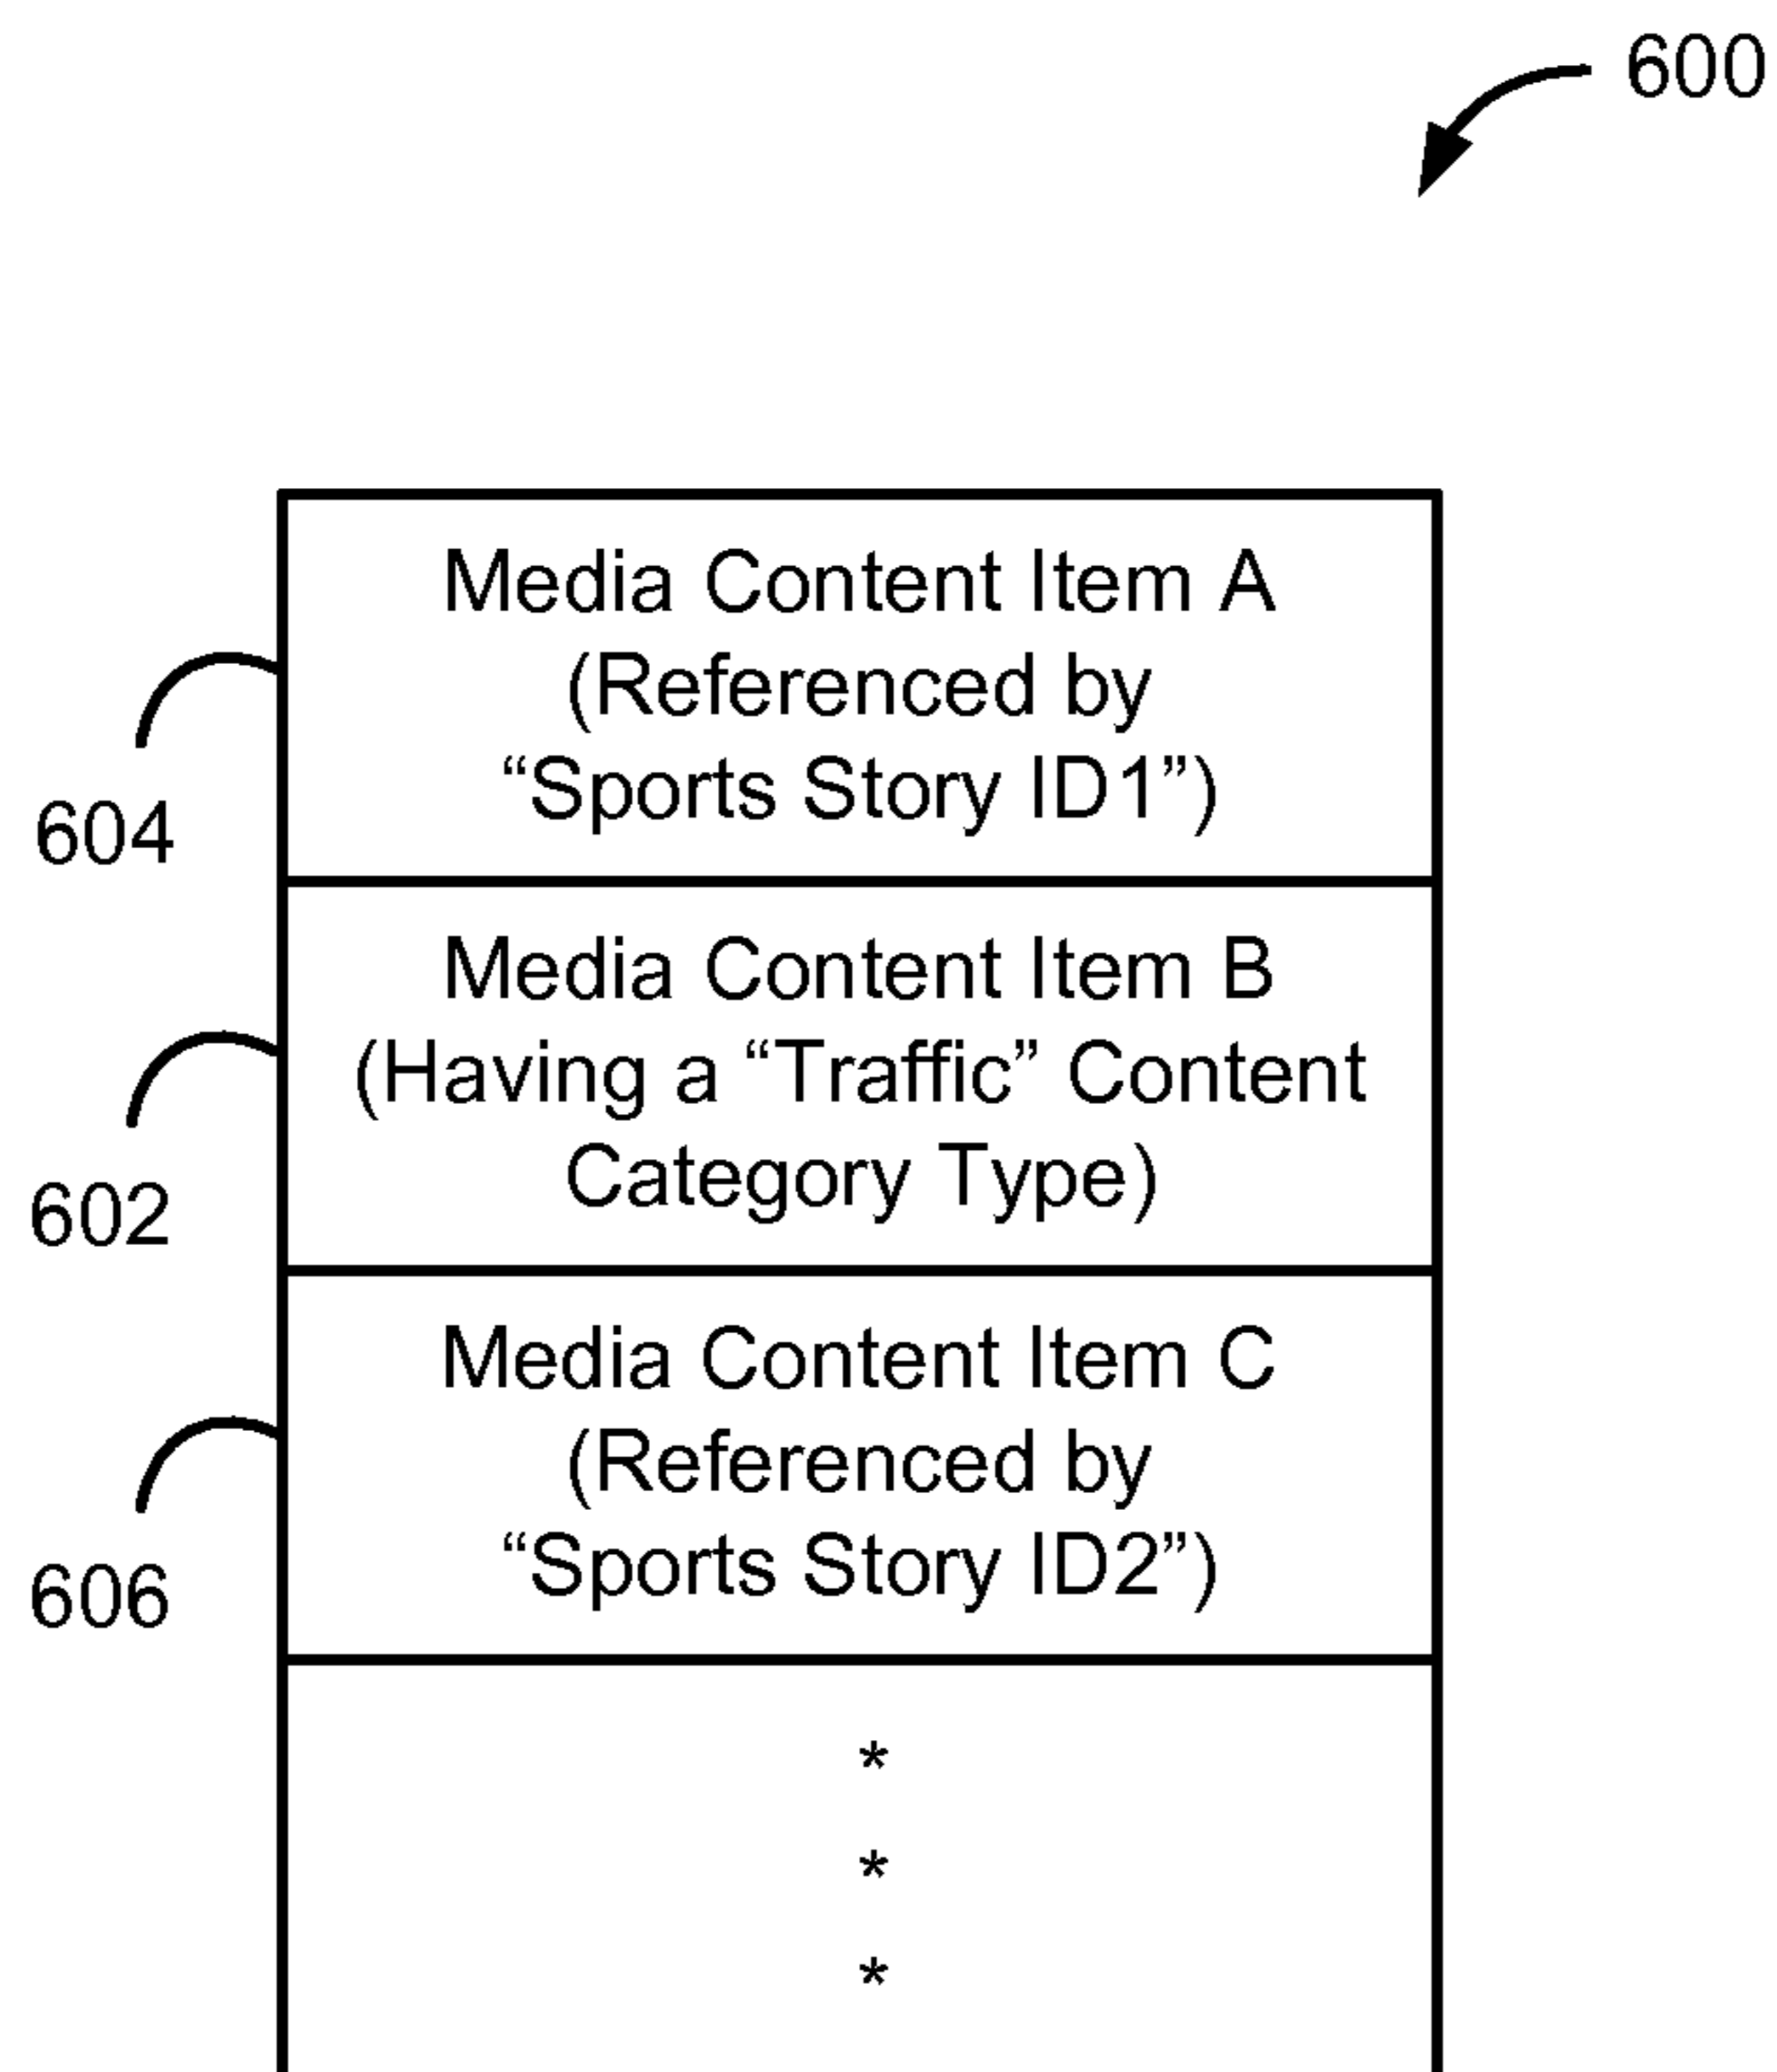 600
Media Content Item A
(Referenced by
“Sports Story ID1”)
604
Media Content Item B
(Having a “Traffic” Content
Category Type)
602
Media Content Item C
(Referenced by
“Sports Story ID2”)
606
*
*
*